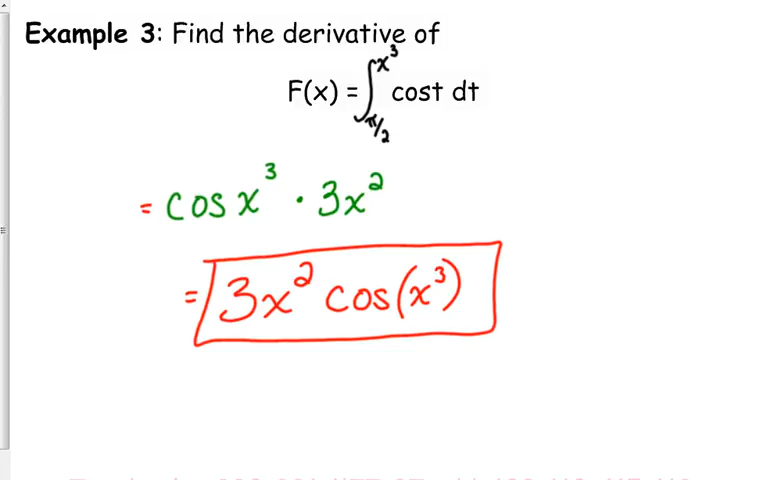 Example 3: Find the derivative of
F(x) = ∫_{π/2}^{x³} cost dt
= cos x³ · 3x²
= 3x² cos(x³)